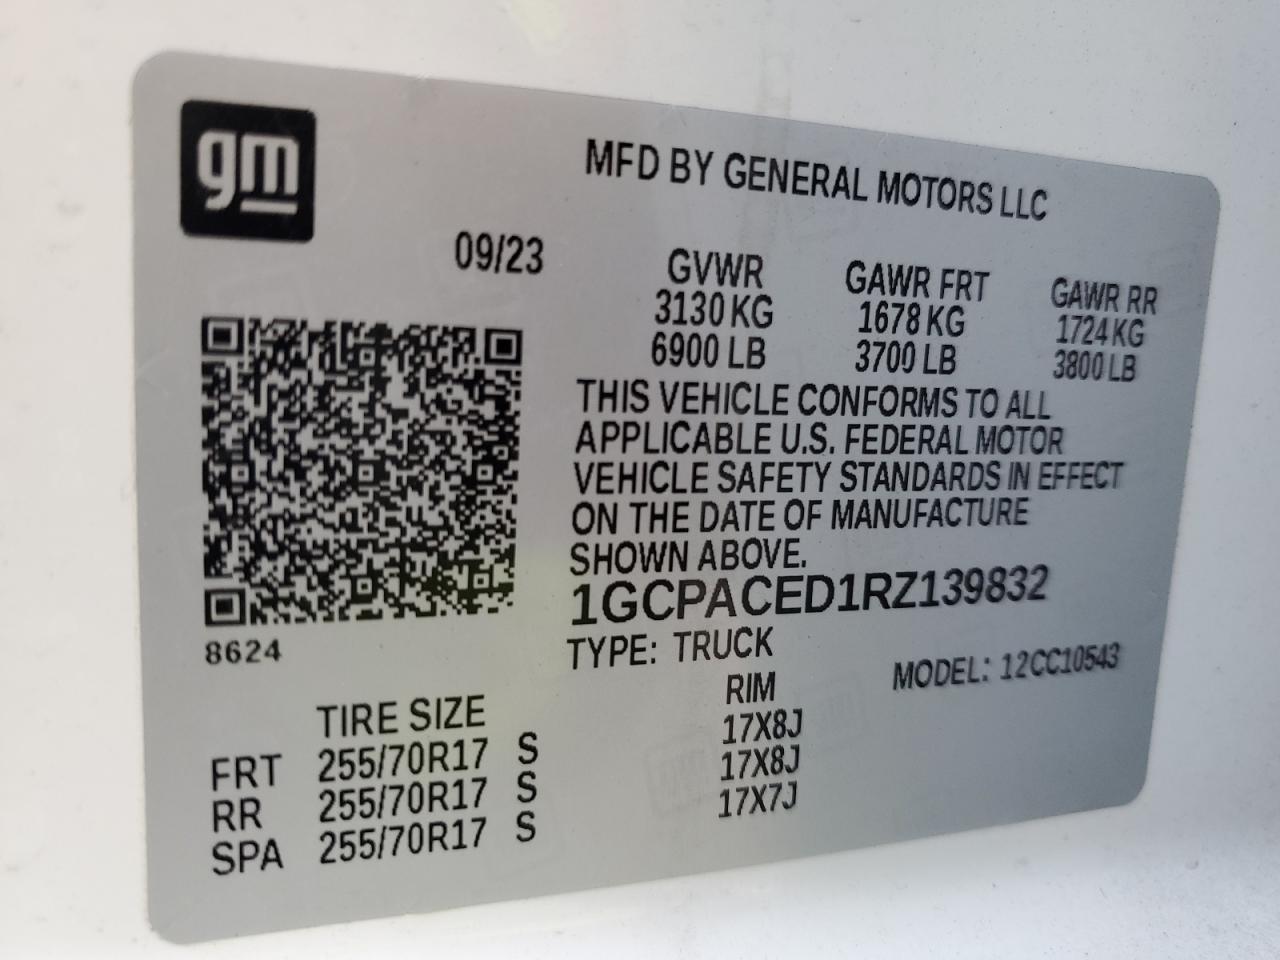 gm
MFD BY GENERAL MOTORS LLC
09/23
GVWR GAWR FRT GAWR RR
3130 KG 1678 KG 1724 KG
6900 LB 3700 LB 3800 LB
THIS VEHICLE CONFORMS TO ALL
APPLICABLE U.S. FEDERAL MOTOR
VEHICLE SAFETY STANDARDS IN EFFECT
ON THE DATE OF MANUFACTURE
SHOWN ABOVE.
1GCPACED1RZ139832
8624
TYPE: TRUCK MODEL: 12CC10543
TIRE SIZE RIM
FRT 255/70R17 S 17X8J
RR 255/70R17 S 17X8J
SPA 255/70R17 S 17X7J